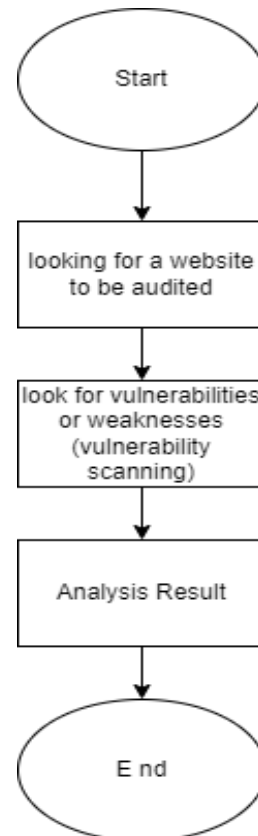 Start
looking for a website
to be audited
look for vulnerabilities
or weaknesses
(vulnerability
scanning)
Analysis Result
E nd